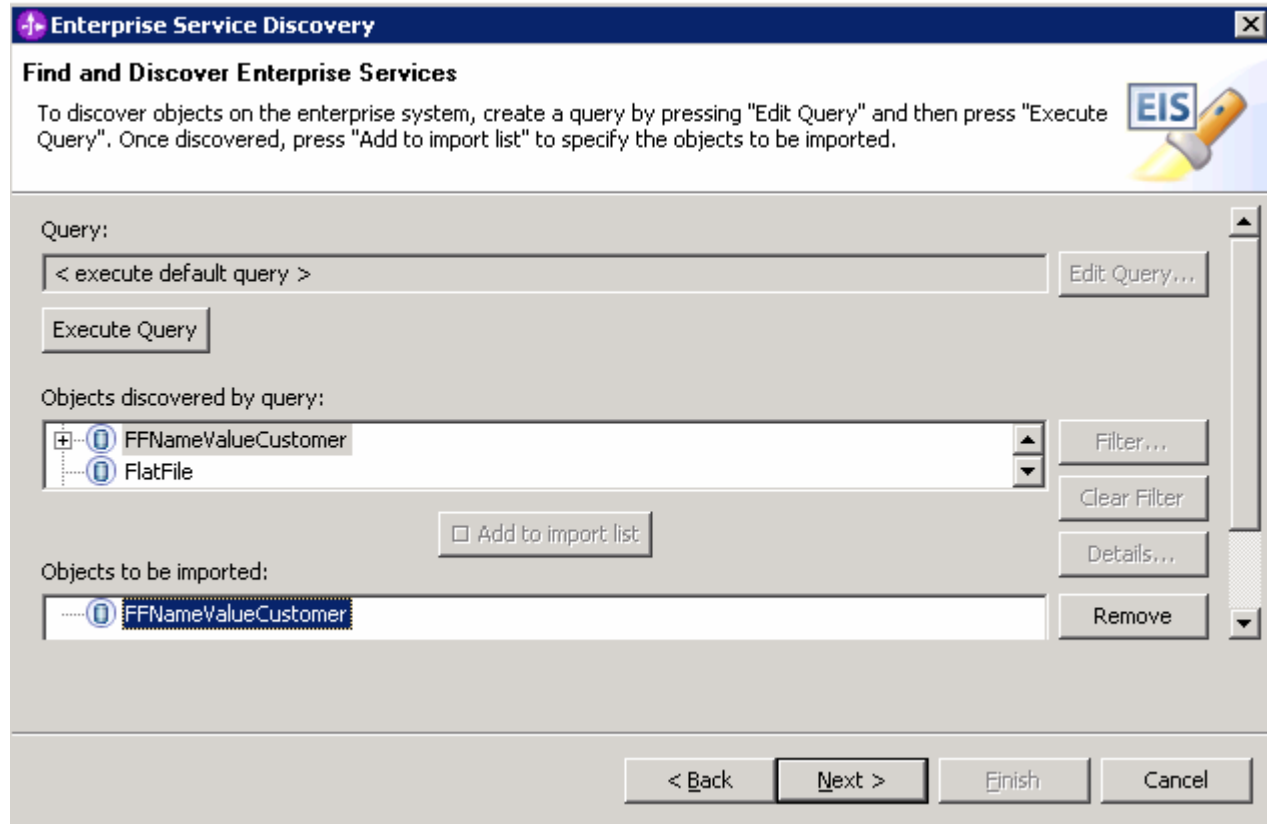 Enterprise Service Discovery
Find and Discover Enterprise Services
To discover objects on the enterprise system, create a query by pressing "Edit Query" and then press "Execute
Query". Once discovered, press "Add to import list" to specify the objects to be imported.
EIS
Query:
< execute default query >
Edit Query...
Execute Query
Objects discovered by query:
FFNameValueCustomer
FlatFile
Filter...
Clear Filter
Add to import list
Details...
Objects to be imported:
FFNameValueCustomer
Remove
< Back
Next >
Finish
Cancel